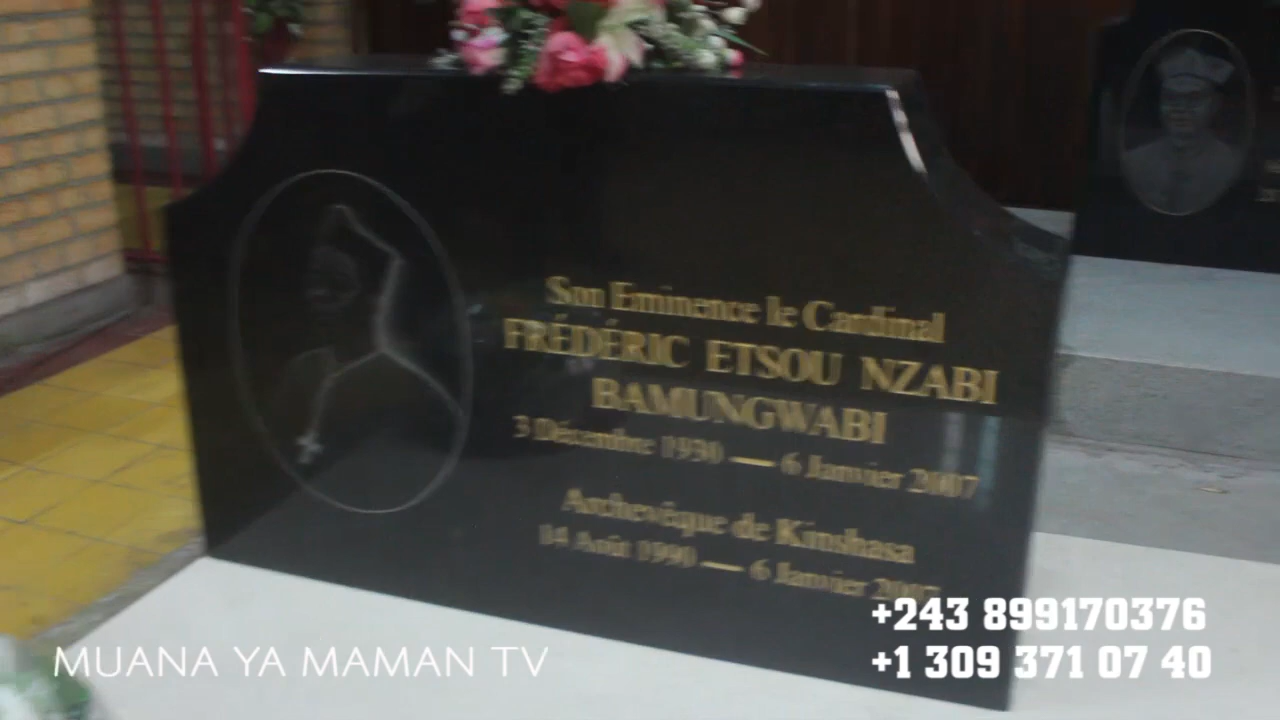 Son Eminence le Cardinal
FRÉDÉRIC ETSOU NZABI
BAMUNGWABI
3 Décembre 1930 — 6 Janvier 2007
Archevêque de Kinshasa
14 Août 1990 — 6 Janvier 2007
+243 899170376
+1 309 371 07 40
MUANA YA MAMAN TV